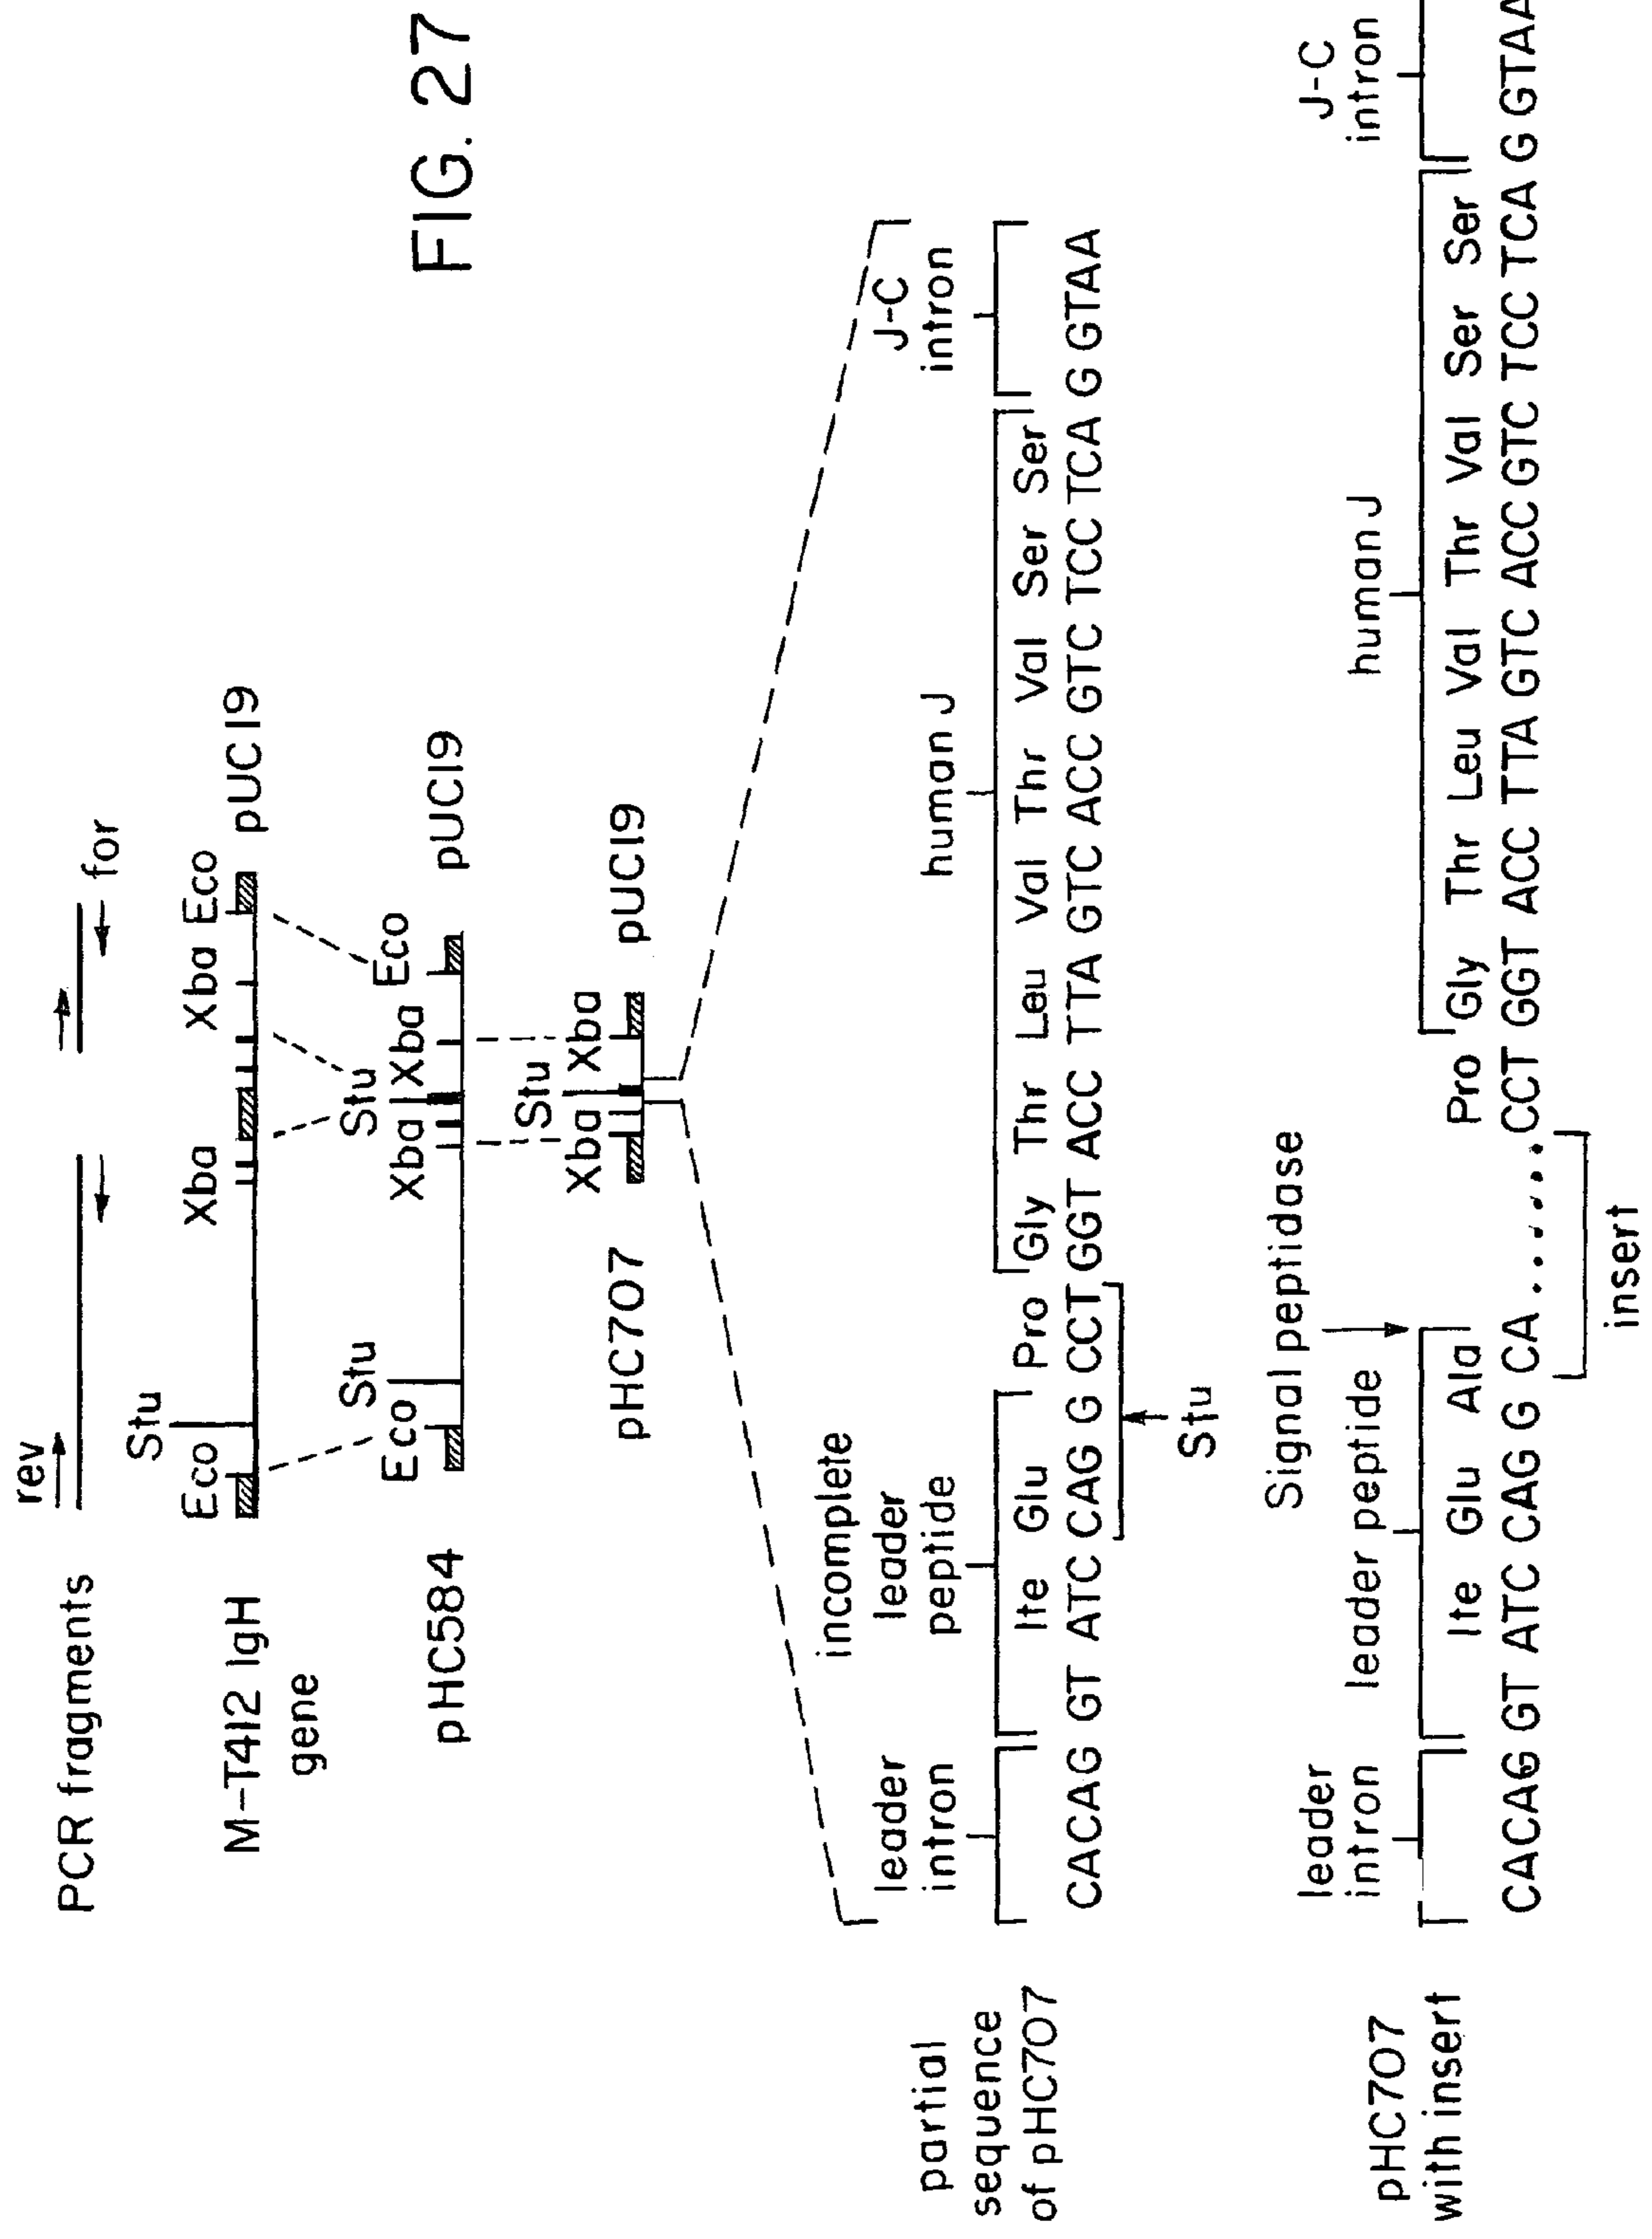 FIG. 27
PCR fragments
rev
for
M-T412 IgH
gene
Eco
Stu
Xba
Xba
Eco
pUC19
pHC584
Eco
Stu
Xba
Stu
Xba
Eco
pUC19
pHC707
Xba
Stu
Xba
pUC19
partial
sequence
of pHC707
leader
intron
incomplete
leader
peptide
human J
J-C
intron
Ite Glu Pro Gly Thr Leu Val Thr Val Ser Ser
CACAG GT ATC CAG G CCT GGT ACC TTA GTC ACC GTC TCC TCA G GTAA
Stu
pHC707
with insert
leader
intron
leader peptide
Signal peptidase
human J
J-C
intron
Ite Glu Ala Pro Gly Thr Leu Val Thr Val Ser Ser
CACAG GT ATC CAG G CA ...... CCT GGT ACC TTA GTC ACC GTC TCC TCA G GTAA
insert